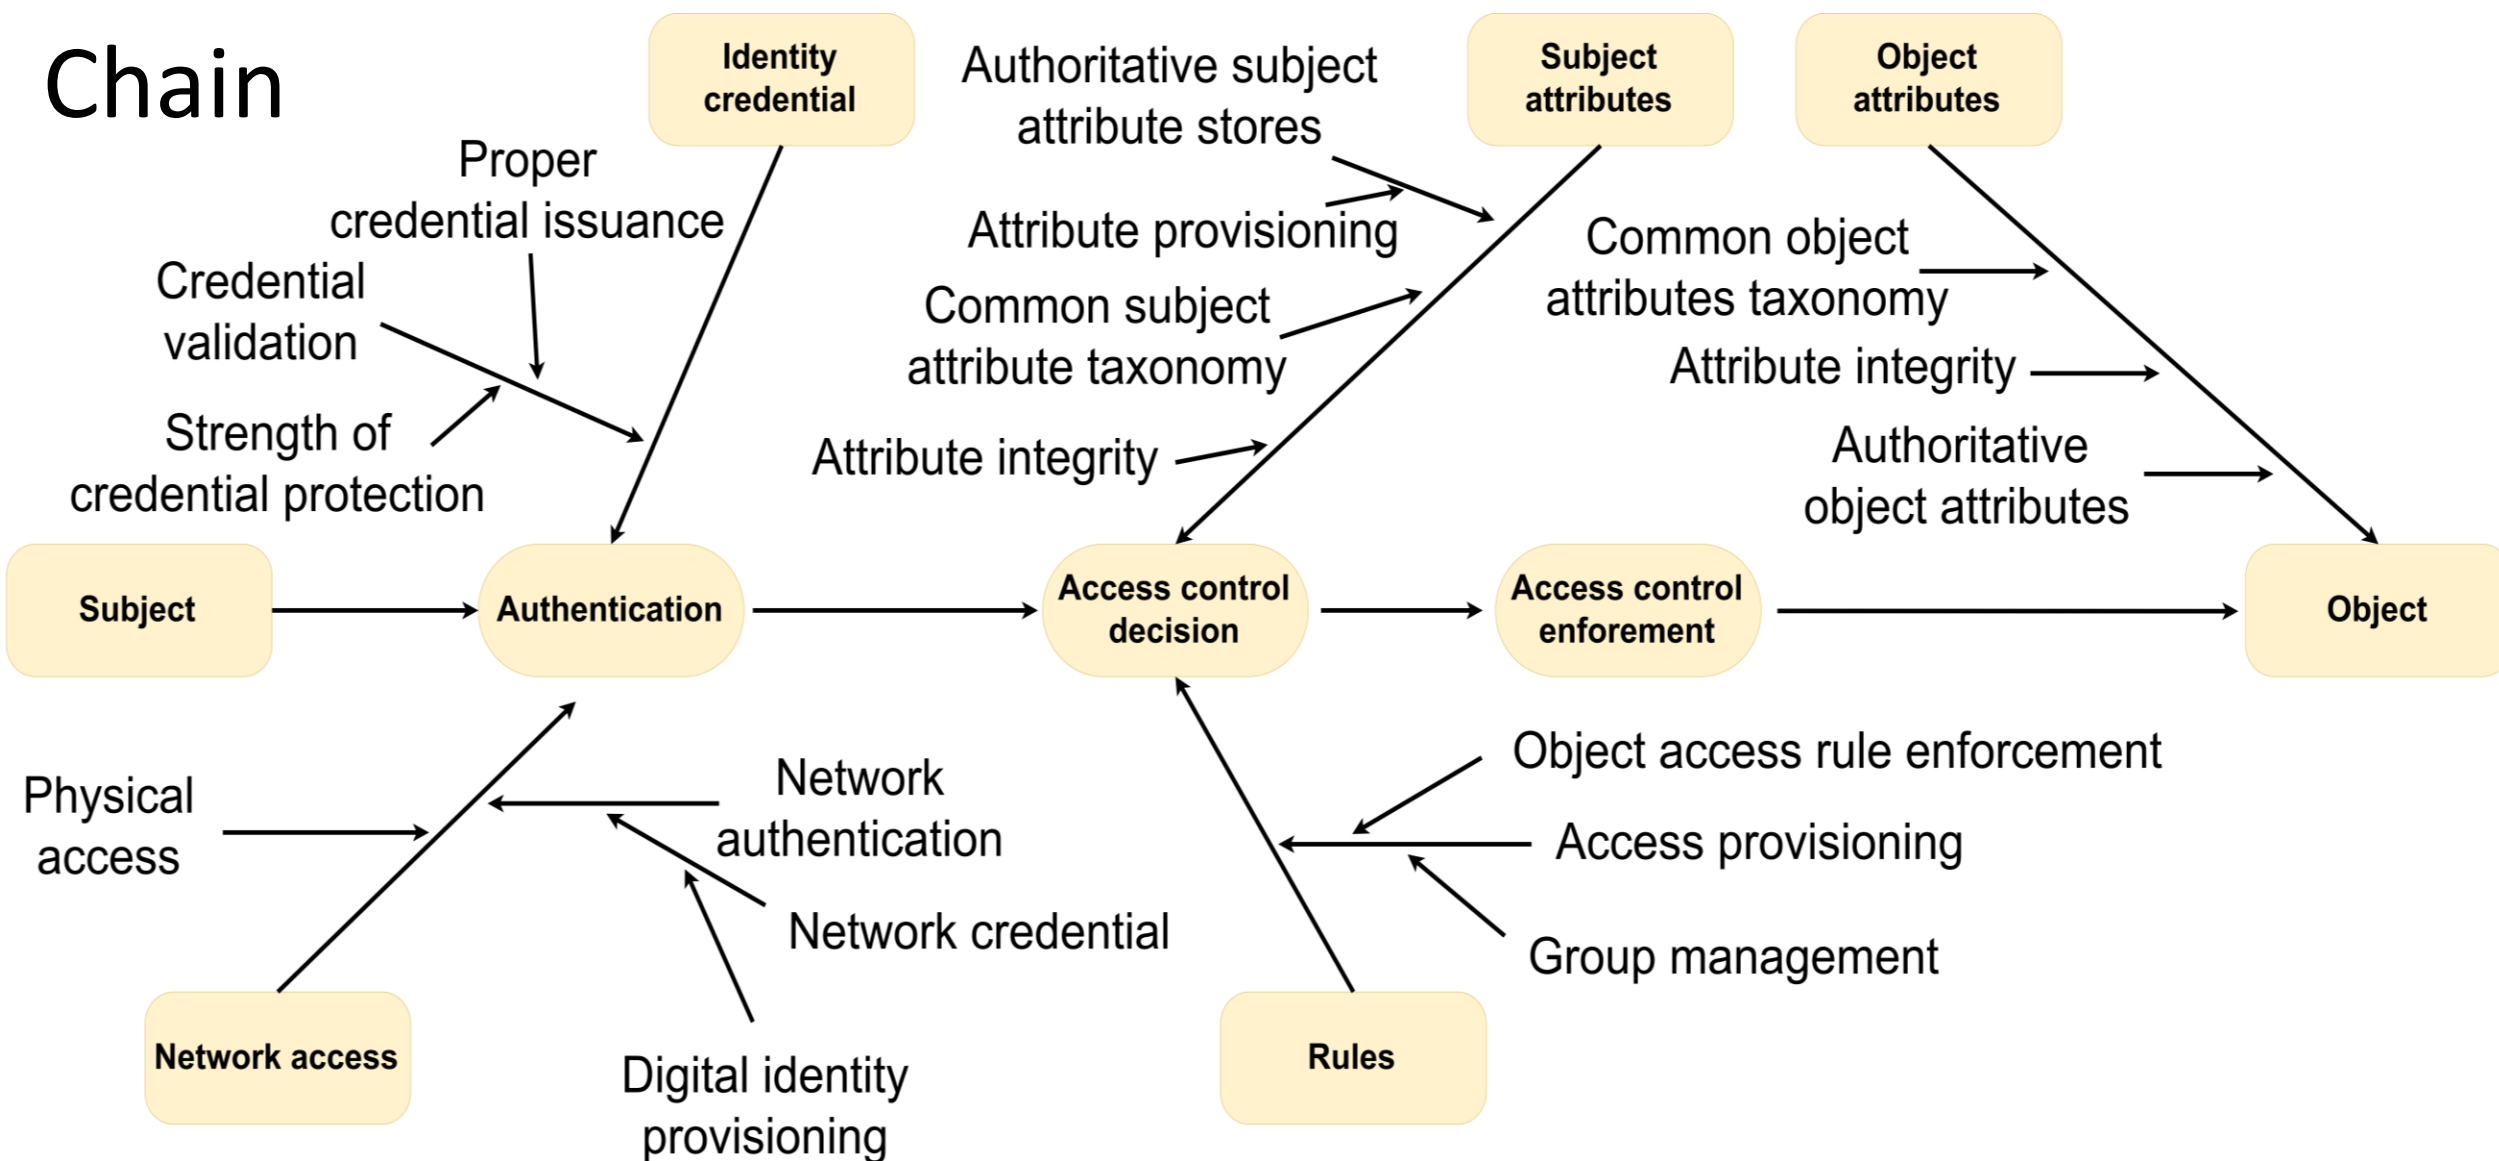 Chain
Identity
credential
Authoritative subject
attribute stores
Subject
attributes
Object
attributes
Proper
credential issuance
Attribute provisioning
Common object
attributes taxonomy
Credential
validation
Common subject
attribute taxonomy
Attribute integrity
Strength of
credential protection
Attribute integrity
Authoritative
object attributes
Subject
Authentication
Access control
decision
Access control
enforement
Object
Physical
access
Network
authentication
Object access rule enforcement
Access provisioning
Network credential
Group management
Network access
Digital identity
provisioning
Rules